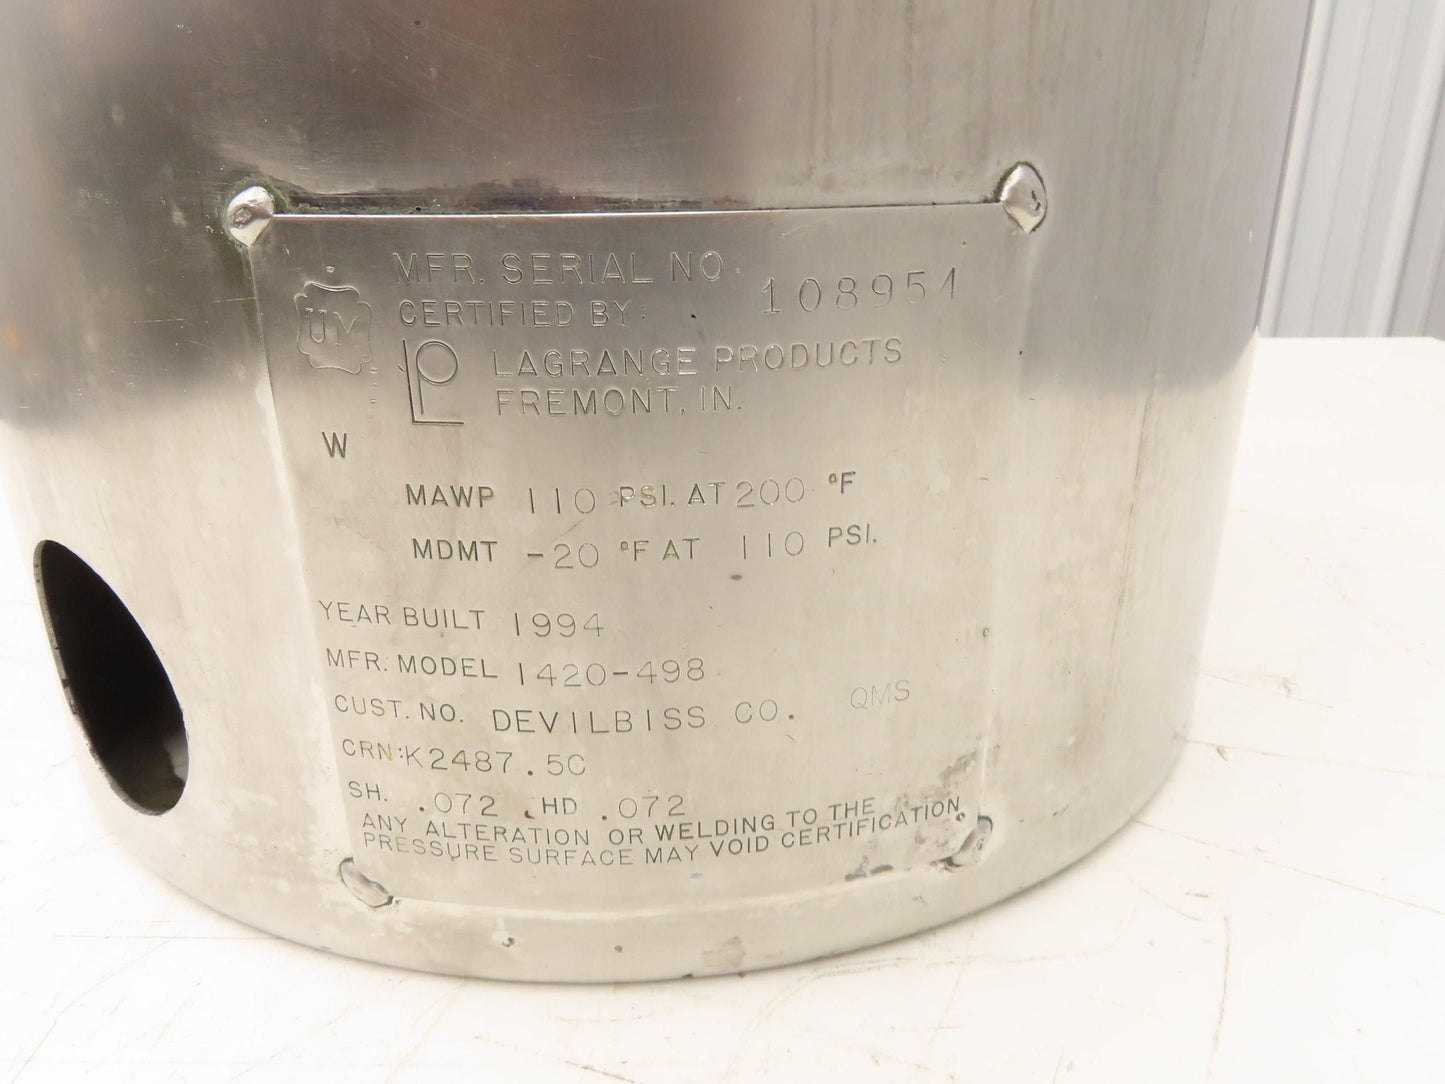 MFR. SERIAL NO. 108954
UM
CERTIFIED BY:
LP LAGRANGE PRODUCTS
FREMONT, IN.
W
MAWP 110 PSI. AT 200 °F
MDMT -20 °F AT 110 PSI.
YEAR BUILT 1994
MFR. MODEL 1420-498
CUST. NO. DEVILBISS CO. QMS
CRN:K2487.5C
SH. .072 HD .072
ANY ALTERATION OR WELDING TO THE
PRESSURE SURFACE MAY VOID CERTIFICATION.